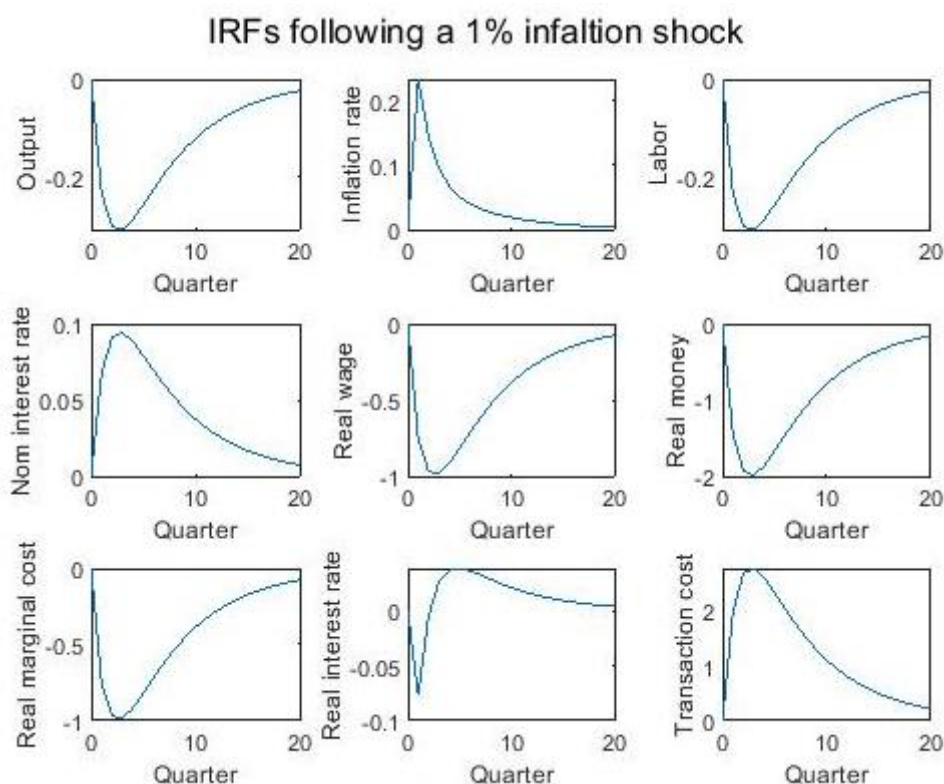 IRFs following a 1% infaltion shock
Output
0
-0.2
0 10 20
Quarter
Inflation rate
0.2
0.1
0
0 10 20
Quarter
Labor
0
-0.2
0 10 20
Quarter
Nom interest rate
0.1
0.05
0
0 10 20
Quarter
Real wage
0
-0.5
-1
0 10 20
Quarter
Real money
0
-1
-2
0 10 20
Quarter
Real marginal cost
0
-0.5
-1
0 10 20
Quarter
Real interest rate
0
-0.05
-0.1
0 10 20
Quarter
Transaction cost
2
1
0
0 10 20
Quarter